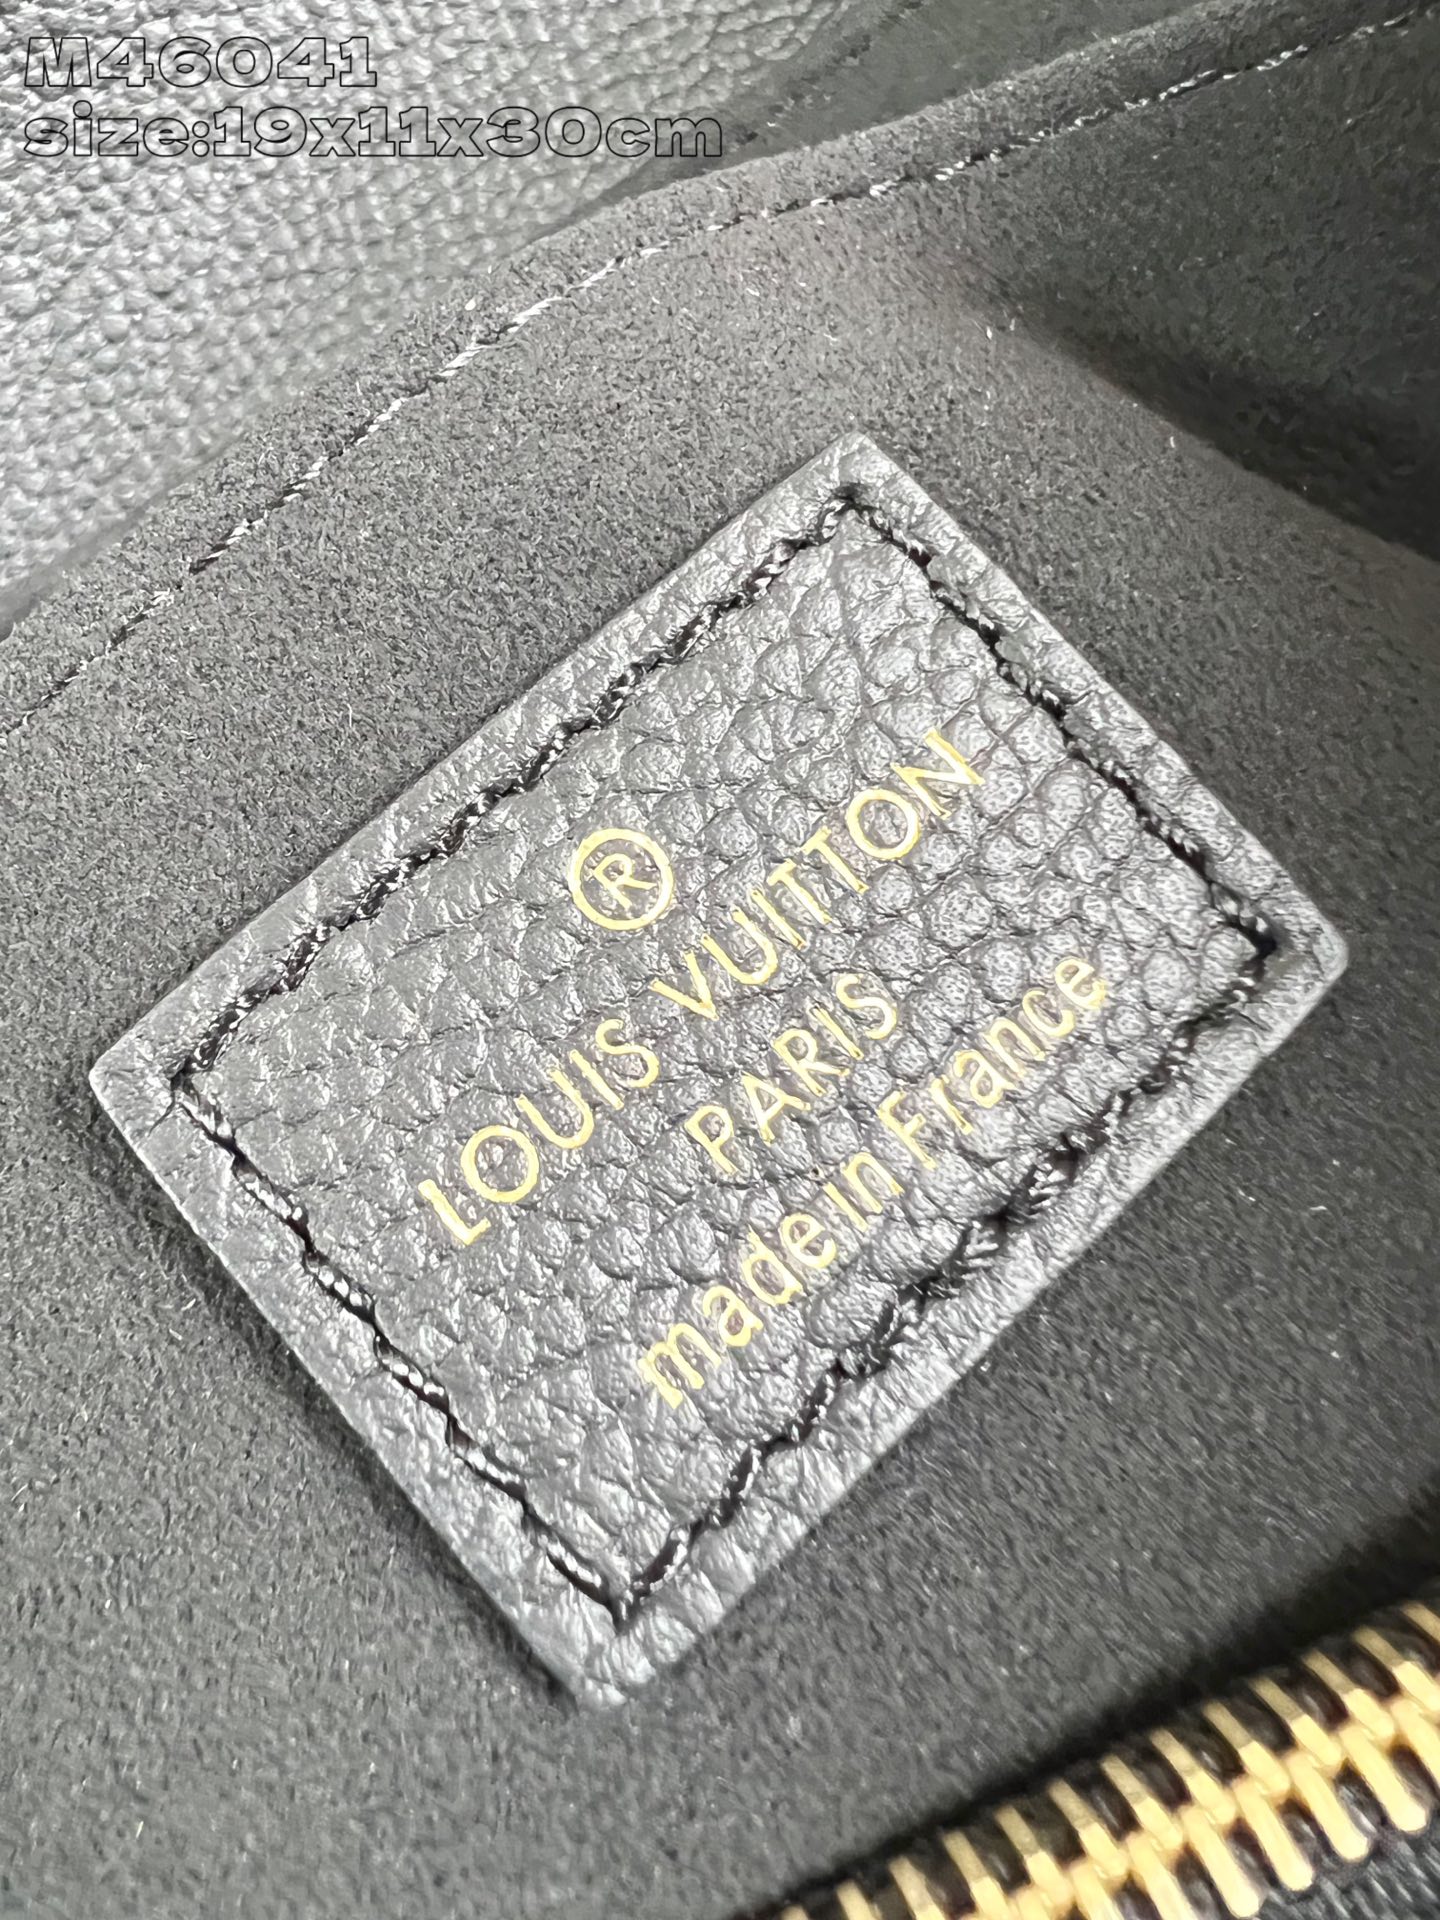 M46041
size:19x11x30cm
®
LOUIS VUITTON
PARIS
made in France